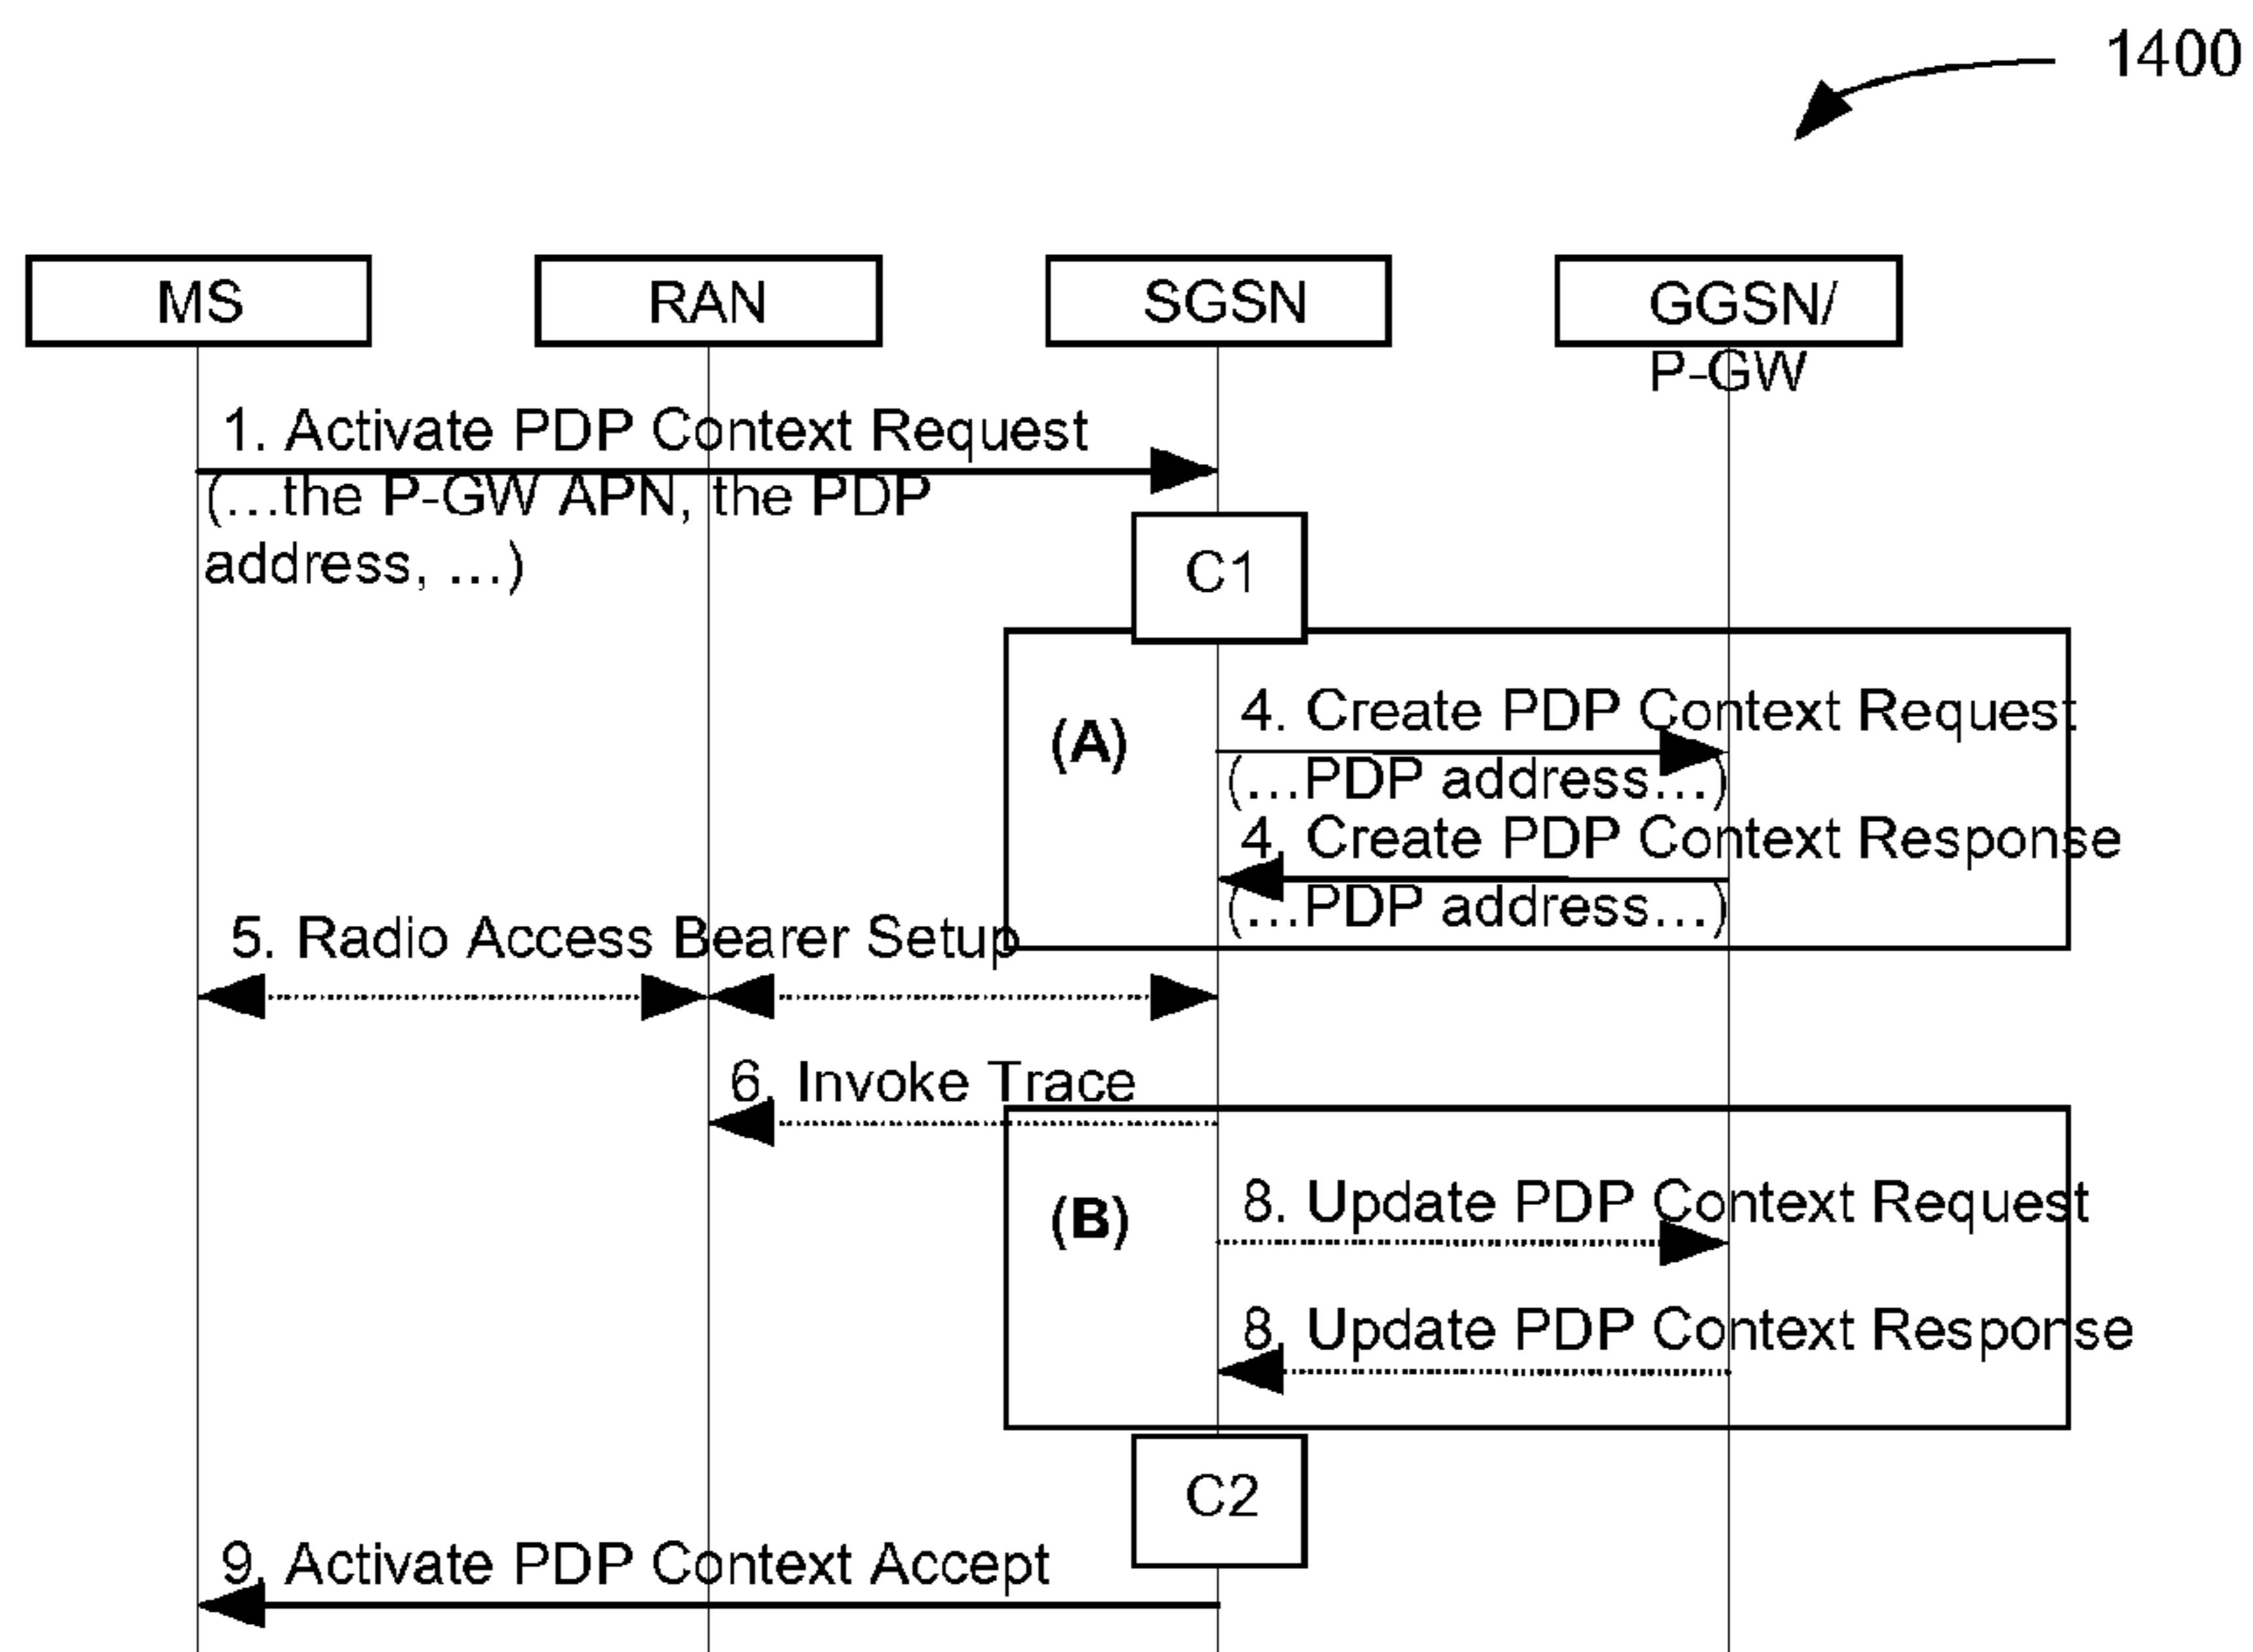 1400
MS
RAN
SGSN
GGSN/
P-GW
1. Activate PDP Context Request
(...the P-GW APN, the PDP
address, ...)
C1
(A)
4. Create PDP Context Request
(...PDP address...)
4. Create PDP Context Response
(...PDP address...)
5. Radio Access Bearer Setup
6. Invoke Trace
(B)
8. Update PDP Context Request
8. Update PDP Context Response
C2
9. Activate PDP Context Accept